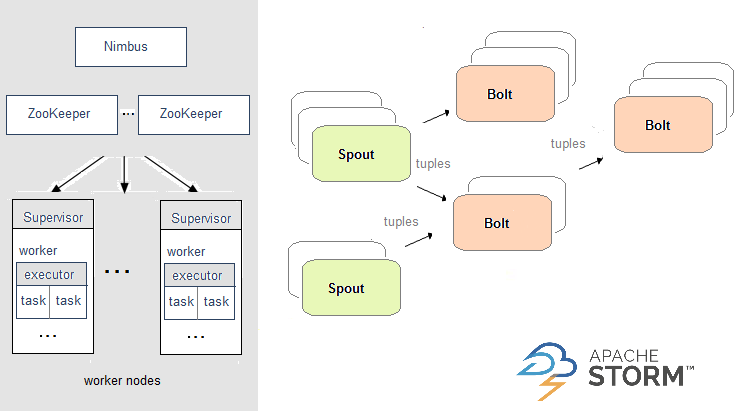 Nimbus
ZooKeeper ... ZooKeeper
Supervisor
worker
executor
task task
...
...
Supervisor
worker
executor
task task
...
worker nodes
Bolt
Bolt
Spout
tuples
tuples
Bolt
tuples
Spout
APACHE
STORM™